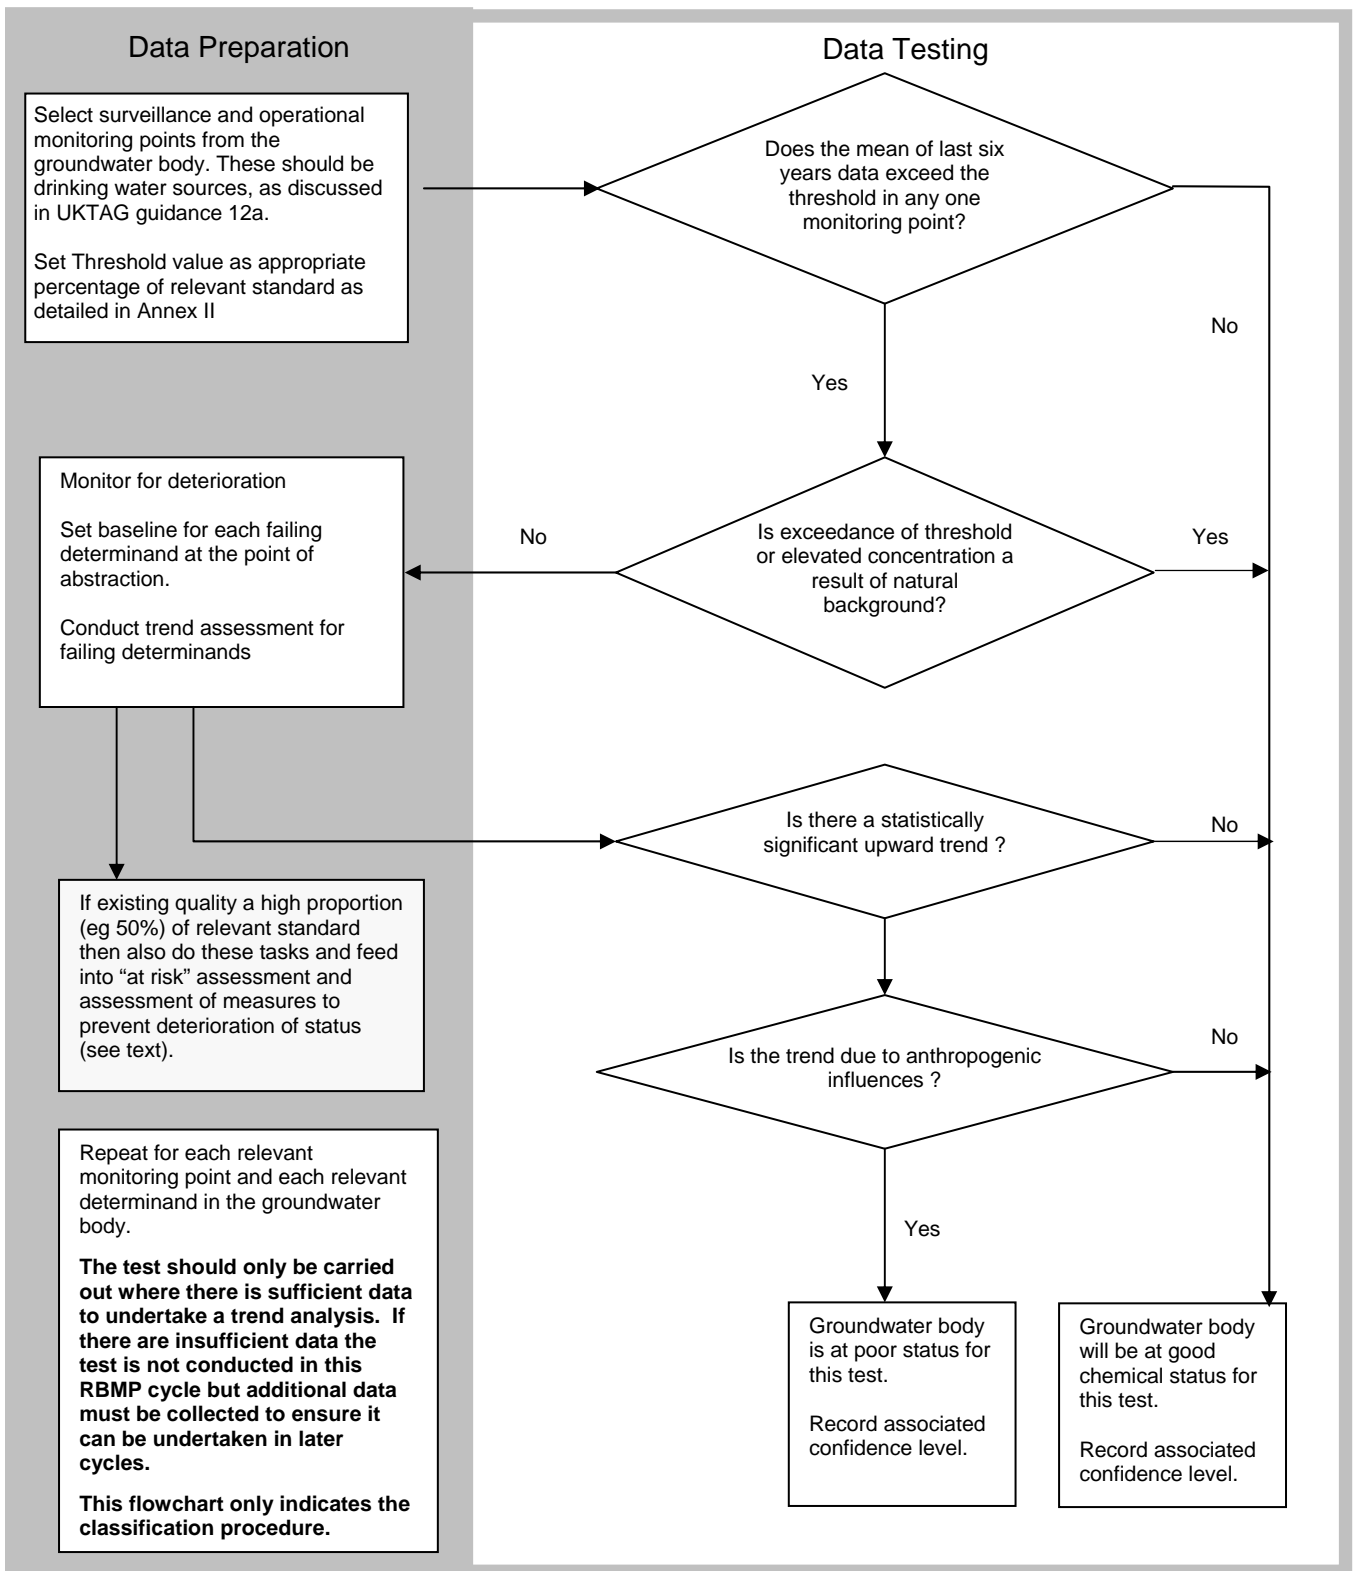 Data Preparation
Select surveillance and operational
monitoring points from the
groundwater body. These should be
drinking water sources, as discussed
in UKTAG guidance 12a.
Set Threshold value as appropriate
percentage of relevant standard as
detailed in Annex II
Data Testing
Does the mean of last six
years data exceed the
threshold in any one
monitoring point?
No
Yes
Monitor for deterioration
Set baseline for each failing
determinand at the point of
abstraction.
Conduct trend assessment for
failing determinands
No
Is exceedance of threshold
or elevated concentration a
result of natural
background?
Yes
Is there a statistically
significant upward trend ?
No
If existing quality a high proportion
(eg 50%) of relevant standard
then also do these tasks and feed
into “at risk” assessment and
assessment of measures to
prevent deterioration of status
(see text).
Is the trend due to anthropogenic
influences ?
No
Yes
Repeat for each relevant
monitoring point and each relevant
determinand in the groundwater
body.
The test should only be carried
out where there is sufficient data
to undertake a trend analysis.  If
there are insufficient data the
test is not conducted in this
RBMP cycle but additional data
must be collected to ensure it
can be undertaken in later
cycles.
This flowchart only indicates the
classification procedure.
Groundwater body
is at poor status for
this test.
Record associated
confidence level.
Groundwater body
will be at good
chemical status for
this test.
Record associated
confidence level.